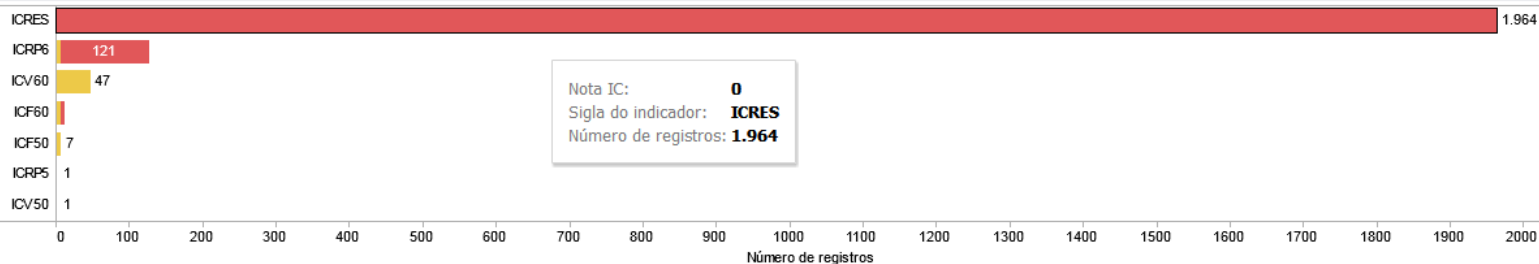 ICRES 1.964
ICRP6 121
ICV60 47
Nota IC: 0
Sigla do indicador: ICRES
Número de registros: 1.964
ICF60
ICF50 7
ICRP5 1
ICV50 1
0 100 200 300 400 500 600 700 800 900 1000 1100 1200 1300 1400 1500 1600 1700 1800 1900 2000
Número de registros